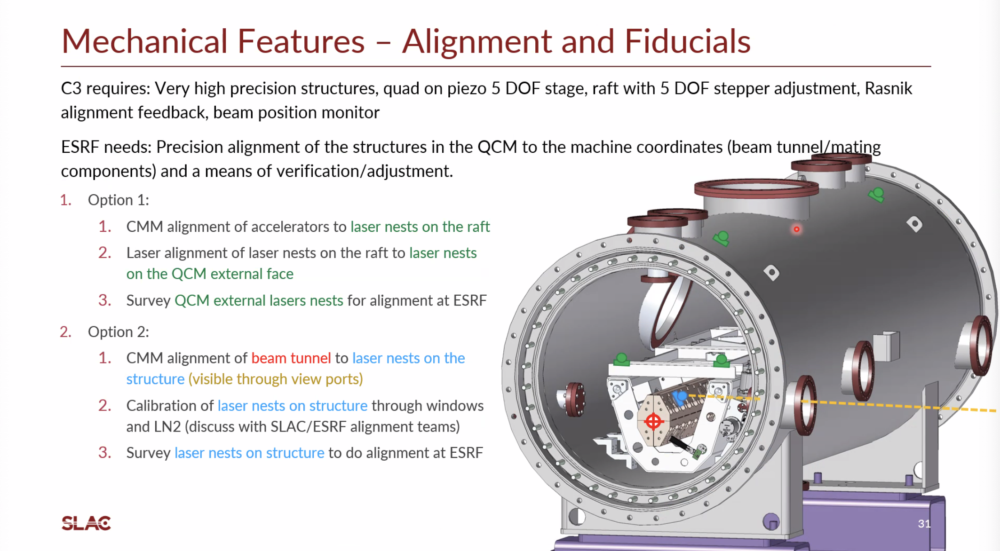 Mechanical Features – Alignment and Fiducials
C3 requires: Very high precision structures, quad on piezo 5 DOF stage, raft with 5 DOF stepper adjustment, Rasnik
alignment feedback, beam position monitor
ESRF needs: Precision alignment of the structures in the QCM to the machine coordinates (beam tunnel/mating
components) and a means of verification/adjustment.
1. Option 1:
1. CMM alignment of accelerators to laser nests on the raft
2. Laser alignment of laser nests on the raft to laser nests
on the QCM external face
3. Survey QCM external lasers nests for alignment at ESRF
2. Option 2:
1. CMM alignment of beam tunnel to laser nests on the
structure (visible through view ports)
2. Calibration of laser nests on structure through windows
and LN2 (discuss with SLAC/ESRF alignment teams)
3. Survey laser nests on structure to do alignment at ESRF
SLAC
31